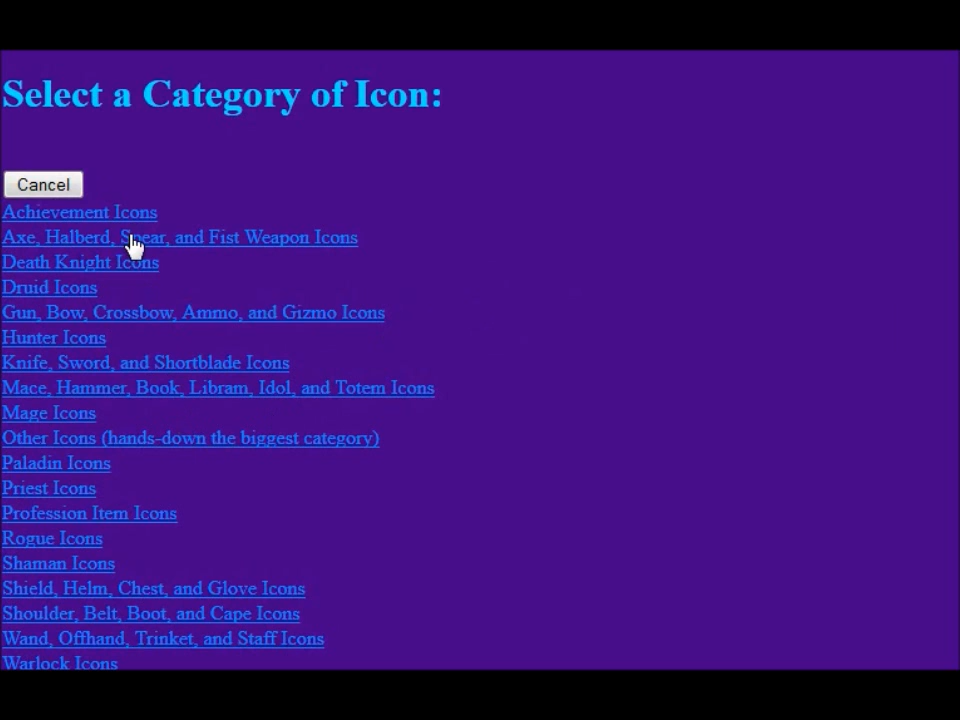 Select a Category of Icon:
Cancel
Achievement Icons
Axe, Halberd, Spear, and Fist Weapon Icons
Death Knight Icons
Druid Icons
Gun, Bow, Crossbow, Ammo, and Gizmo Icons
Hunter Icons
Knife, Sword, and Shortblade Icons
Mace, Hammer, Book, Libram, Idol, and Totem Icons
Mage Icons
Other Icons (hands-down the biggest category)
Paladin Icons
Priest Icons
Profession Item Icons
Rogue Icons
Shaman Icons
Shield, Helm, Chest, and Glove Icons
Shoulder, Belt, Boot, and Cape Icons
Wand, Offhand, Trinket, and Staff Icons
Warlock Icons